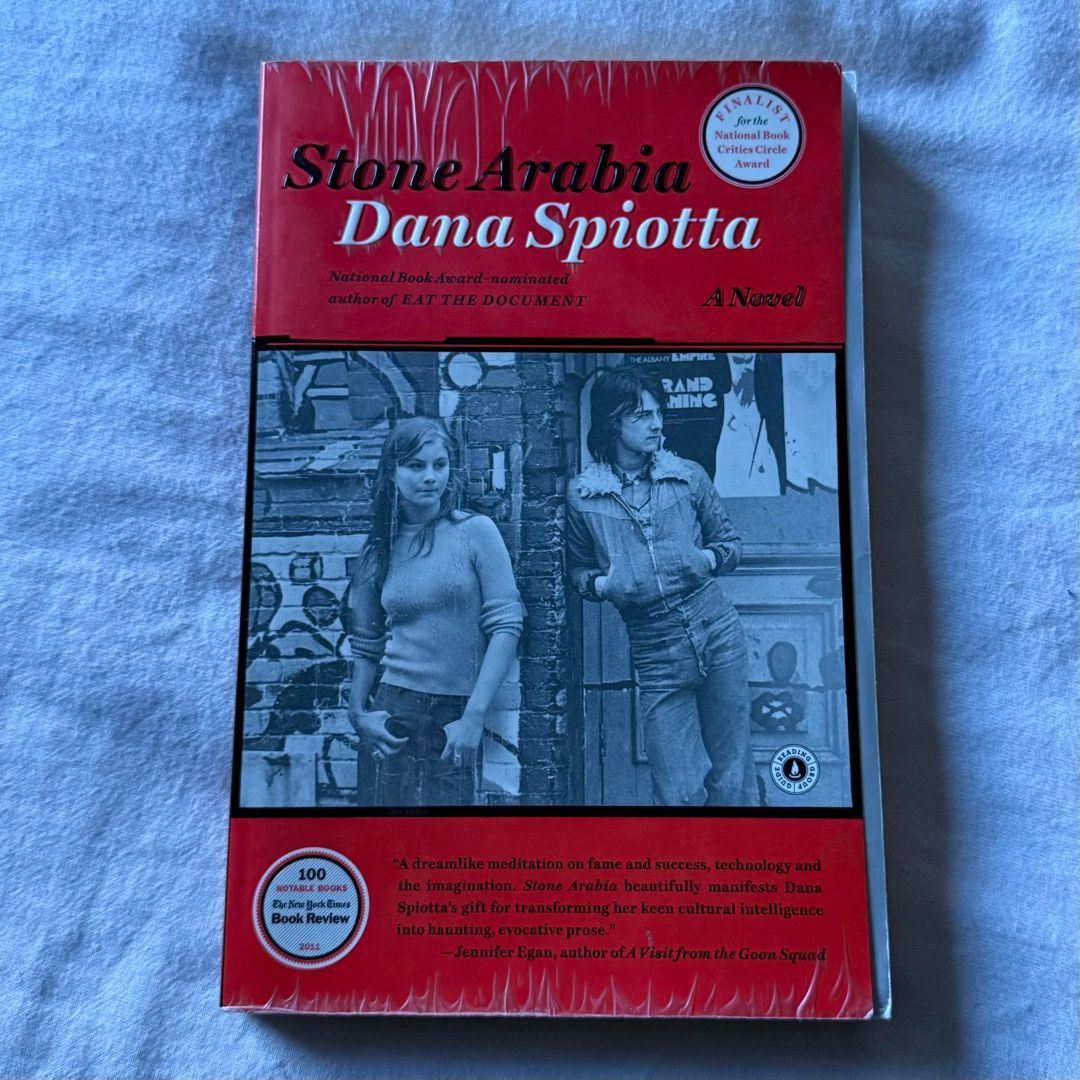 FINALIST
for the
National Book
Critics Circle
Award
Stone Arabia
Dana Spiotta
National Book Award–nominated
author of EAT THE DOCUMENT
A Novel
THE ALBANY EMPIRE
RAND
NING
READING GROUP GUIDE
100
NOTABLE BOOKS
The New York Times
Book Review
2011
“A dreamlike meditation on fame and success, technology and
the imagination. Stone Arabia beautifully manifests Dana
Spiotta’s gift for transforming her keen cultural intelligence
into haunting, evocative prose.”
—Jennifer Egan, author of A Visit from the Goon Squad